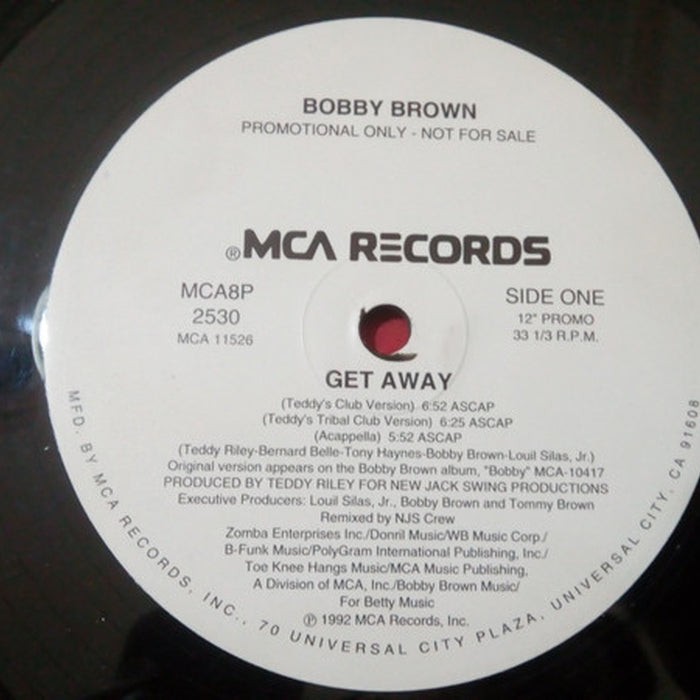 BOBBY BROWN
PROMOTIONAL ONLY - NOT FOR SALE
®MCA RECORDS
MCA8P
2530
MCA 11526
SIDE ONE
12" PROMO
33 1/3 R.P.M.
GET AWAY
(Teddy's Club Version) 6:52 ASCAP
(Teddy's Tribal Club Version) 6:25 ASCAP
(Acappella) 5:52 ASCAP
(Teddy Riley-Bernard Belle-Tony Haynes-Bobby Brown-Louil Silas, Jr.)
Original version appears on the Bobby Brown album, "Bobby" MCA-10417
PRODUCED BY TEDDY RILEY FOR NEW JACK SWING PRODUCTIONS
Executive Producers: Louil Silas, Jr., Bobby Brown and Tommy Brown
Remixed by NJS Crew
Zomba Enterprises Inc./Donril Music/WB Music Corp./
B-Funk Music/PolyGram International Publishing, Inc./
Toe Knee Hangs Music/MCA Music Publishing,
A Division of MCA, Inc./Bobby Brown Music/
For Betty Music
℗ 1992 MCA Records, Inc.
MFD. BY MCA RECORDS, INC., 70 UNIVERSAL CITY PLAZA, UNIVERSAL CITY, CA 91608